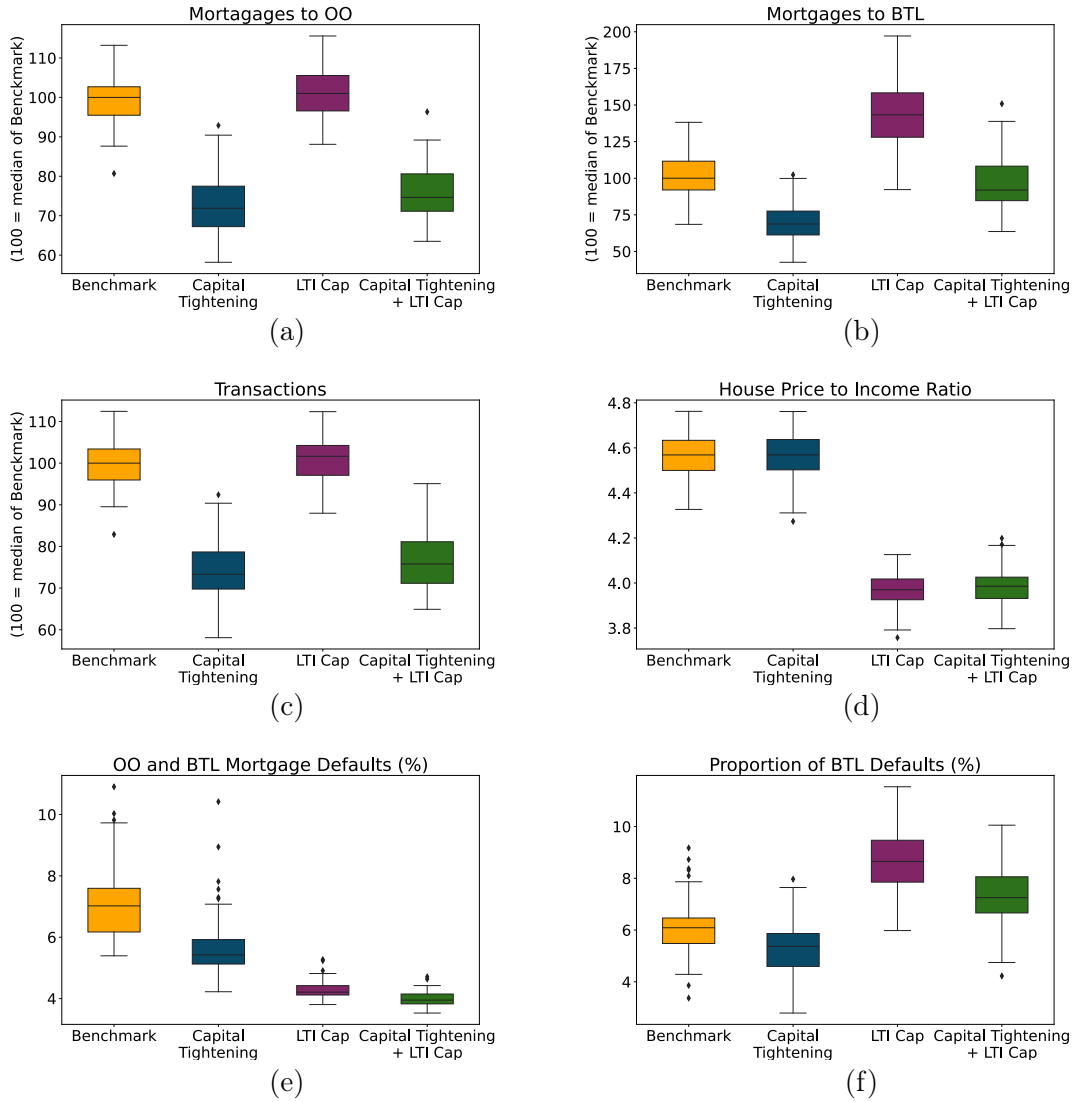 Mortagages to OO
(100 = median of Benckmark)
110
100
90
80
70
60
Benchmark
Capital
Tightening
LTI Cap
Capital Tightening
+ LTI Cap
(a)
Mortgages to BTL
(100 = median of Benckmark)
200
175
150
125
100
75
50
Benchmark
Capital
Tightening
LTI Cap
Capital Tightening
+ LTI Cap
(b)
Transactions
(100 = median of Benckmark)
110
100
90
80
70
60
Benchmark
Capital
Tightening
LTI Cap
Capital Tightening
+ LTI Cap
(c)
House Price to Income Ratio
4.8
4.6
4.4
4.2
4.0
3.8
Benchmark
Capital
Tightening
LTI Cap
Capital Tightening
+ LTI Cap
(d)
OO and BTL Mortgage Defaults (%)
10
8
6
4
Benchmark
Capital
Tightening
LTI Cap
Capital Tightening
+ LTI Cap
(e)
Proportion of BTL Defaults (%)
10
8
6
4
Benchmark
Capital
Tightening
LTI Cap
Capital Tightening
+ LTI Cap
(f)